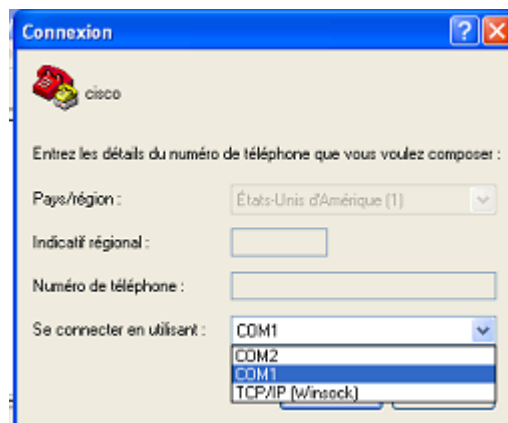 Connexion
cisco
Entrez les détails du numéro de téléphone que vous voulez composer :
Pays/région :
États-Unis d'Amérique (1)
Indicatif régional :
Numéro de téléphone :
Se connecter en utilisant :
COM1
COM2
COM1
TCP/IP (Winsock)